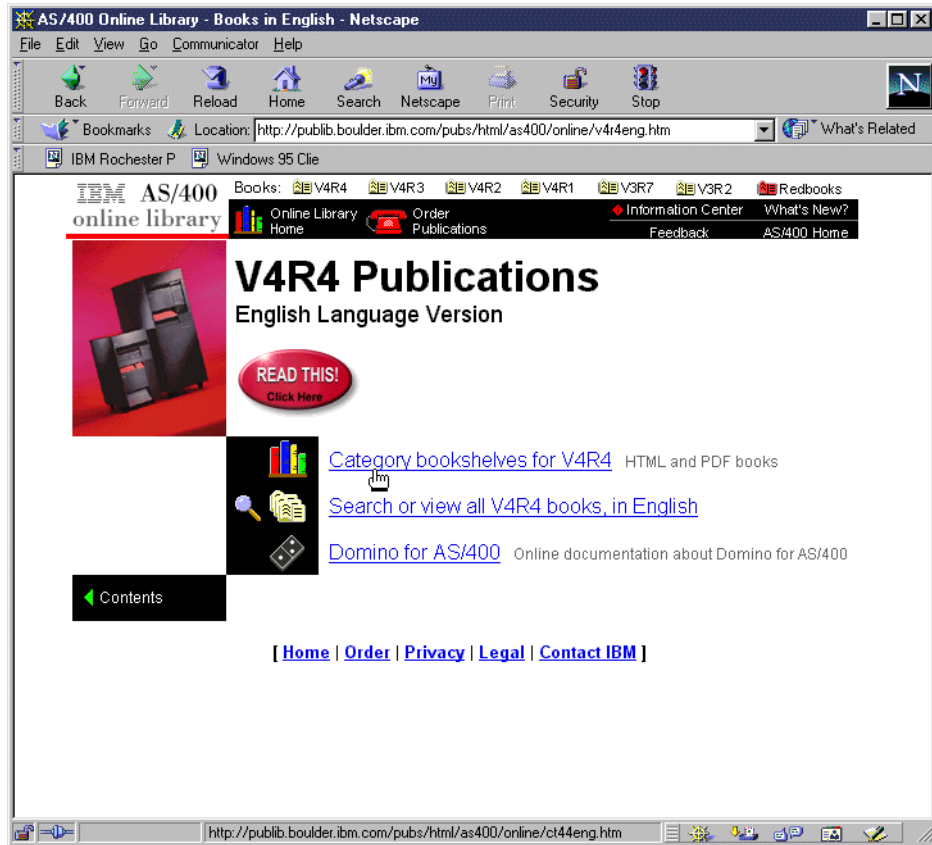 AS/400 Online Library - Books in English - Netscape
File Edit View Go Communicator Help
Back Forward Reload Home Search Netscape Print Security Stop
My
N
Bookmarks Location: http://publib.boulder.ibm.com/pubs/html/as400/online/v4r4eng.htm What's Related
IBM Rochester P Windows 95 Clie
IBM AS/400
online library
Books: V4R4 V4R3 V4R2 V4R1 V3R7 V3R2 Redbooks
Online Library Home Order Publications Information Center What's New?
Feedback AS/400 Home
V4R4 Publications
English Language Version
READ THIS!
Click Here
Category bookshelves for V4R4 HTML and PDF books
Search or view all V4R4 books, in English
Domino for AS/400 Online documentation about Domino for AS/400
Contents
[ Home | Order | Privacy | Legal | Contact IBM ]
http://publib.boulder.ibm.com/pubs/html/as400/online/ct44eng.htm